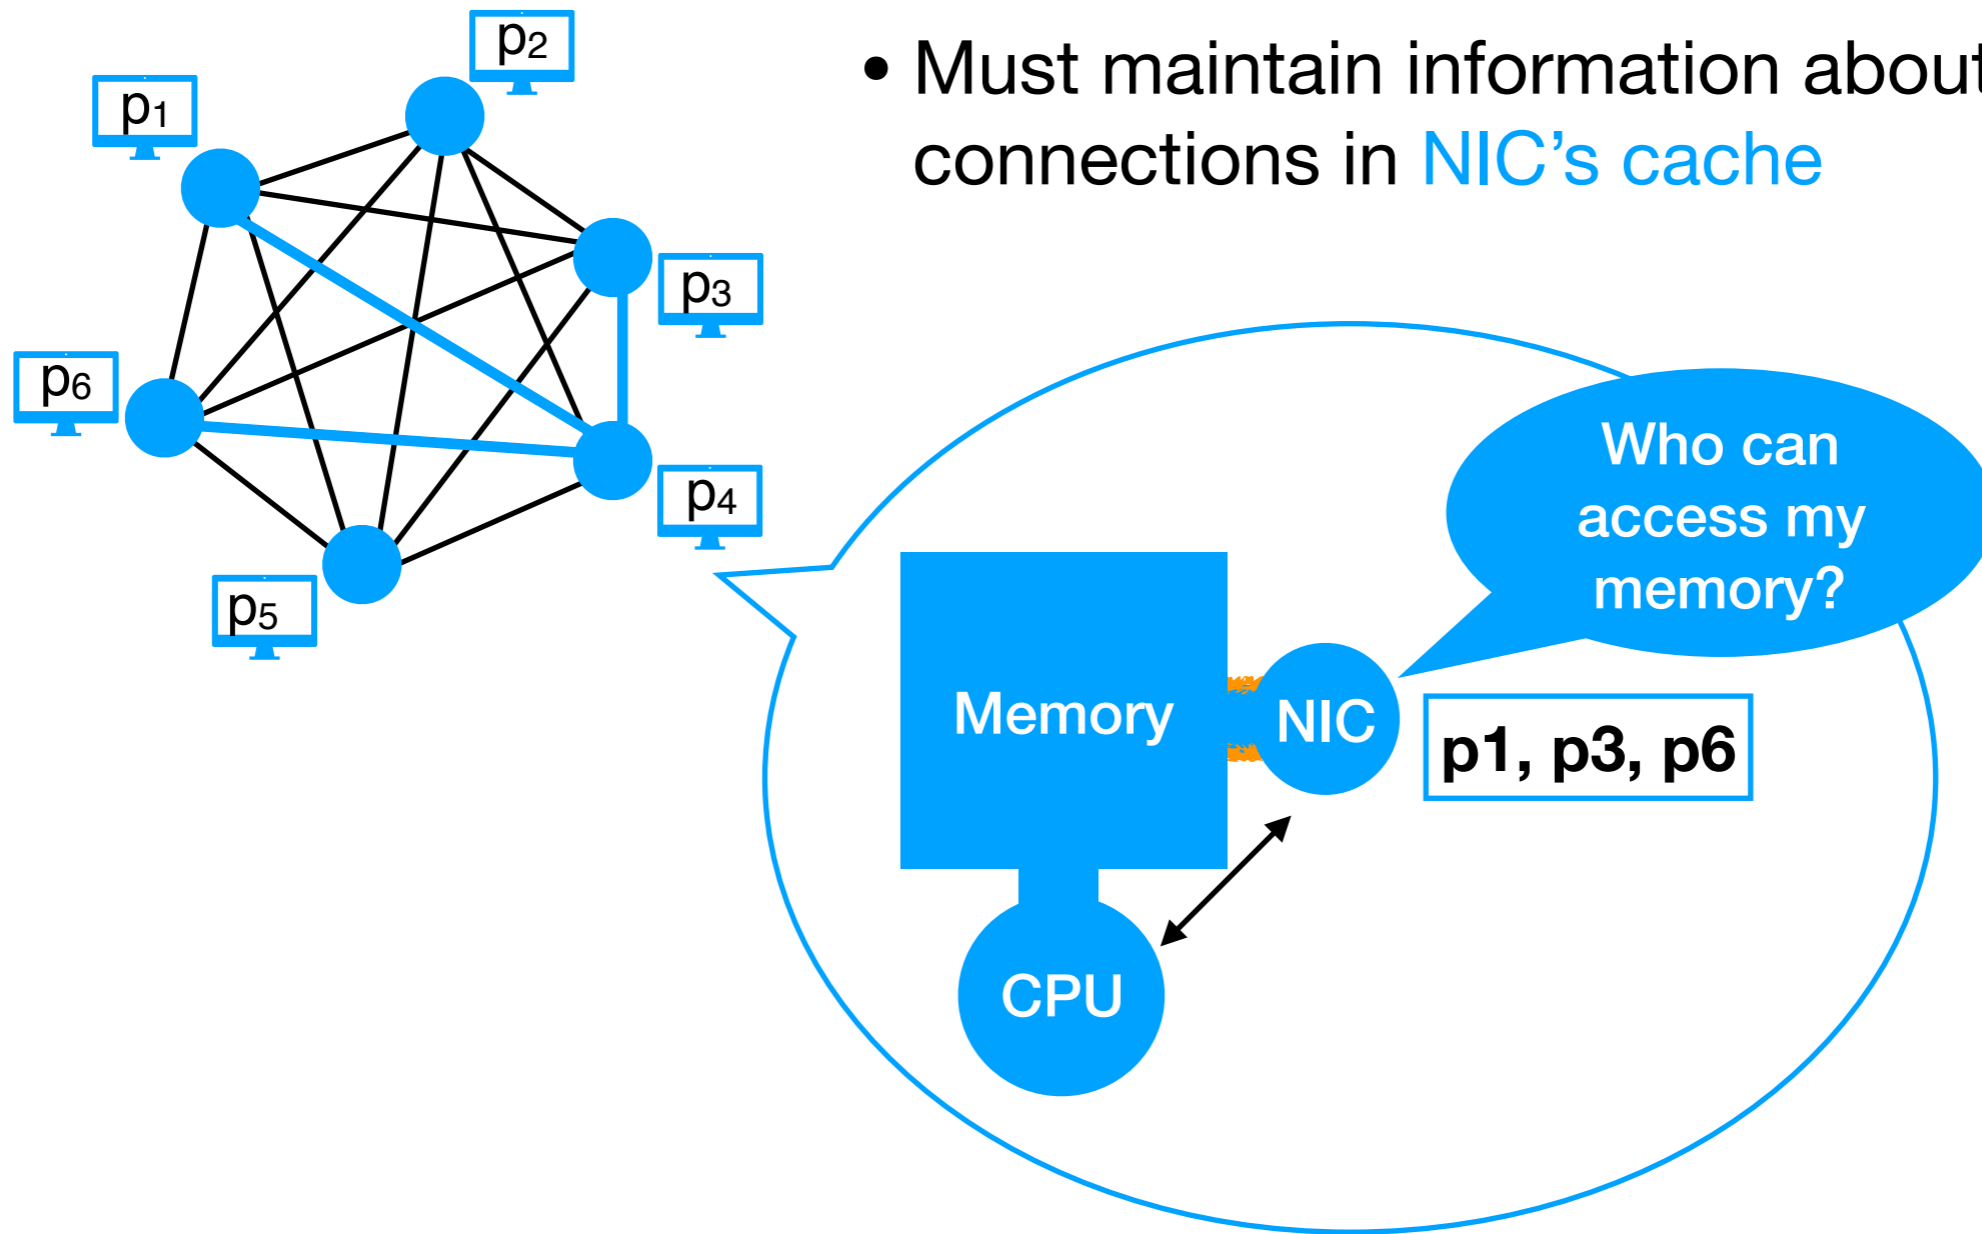 p2
p1
• Must maintain information about
connections in NIC’s cache
p3
p6
p4
p5
Who can
access my
memory?
Memory
NIC
p1, p3, p6
CPU